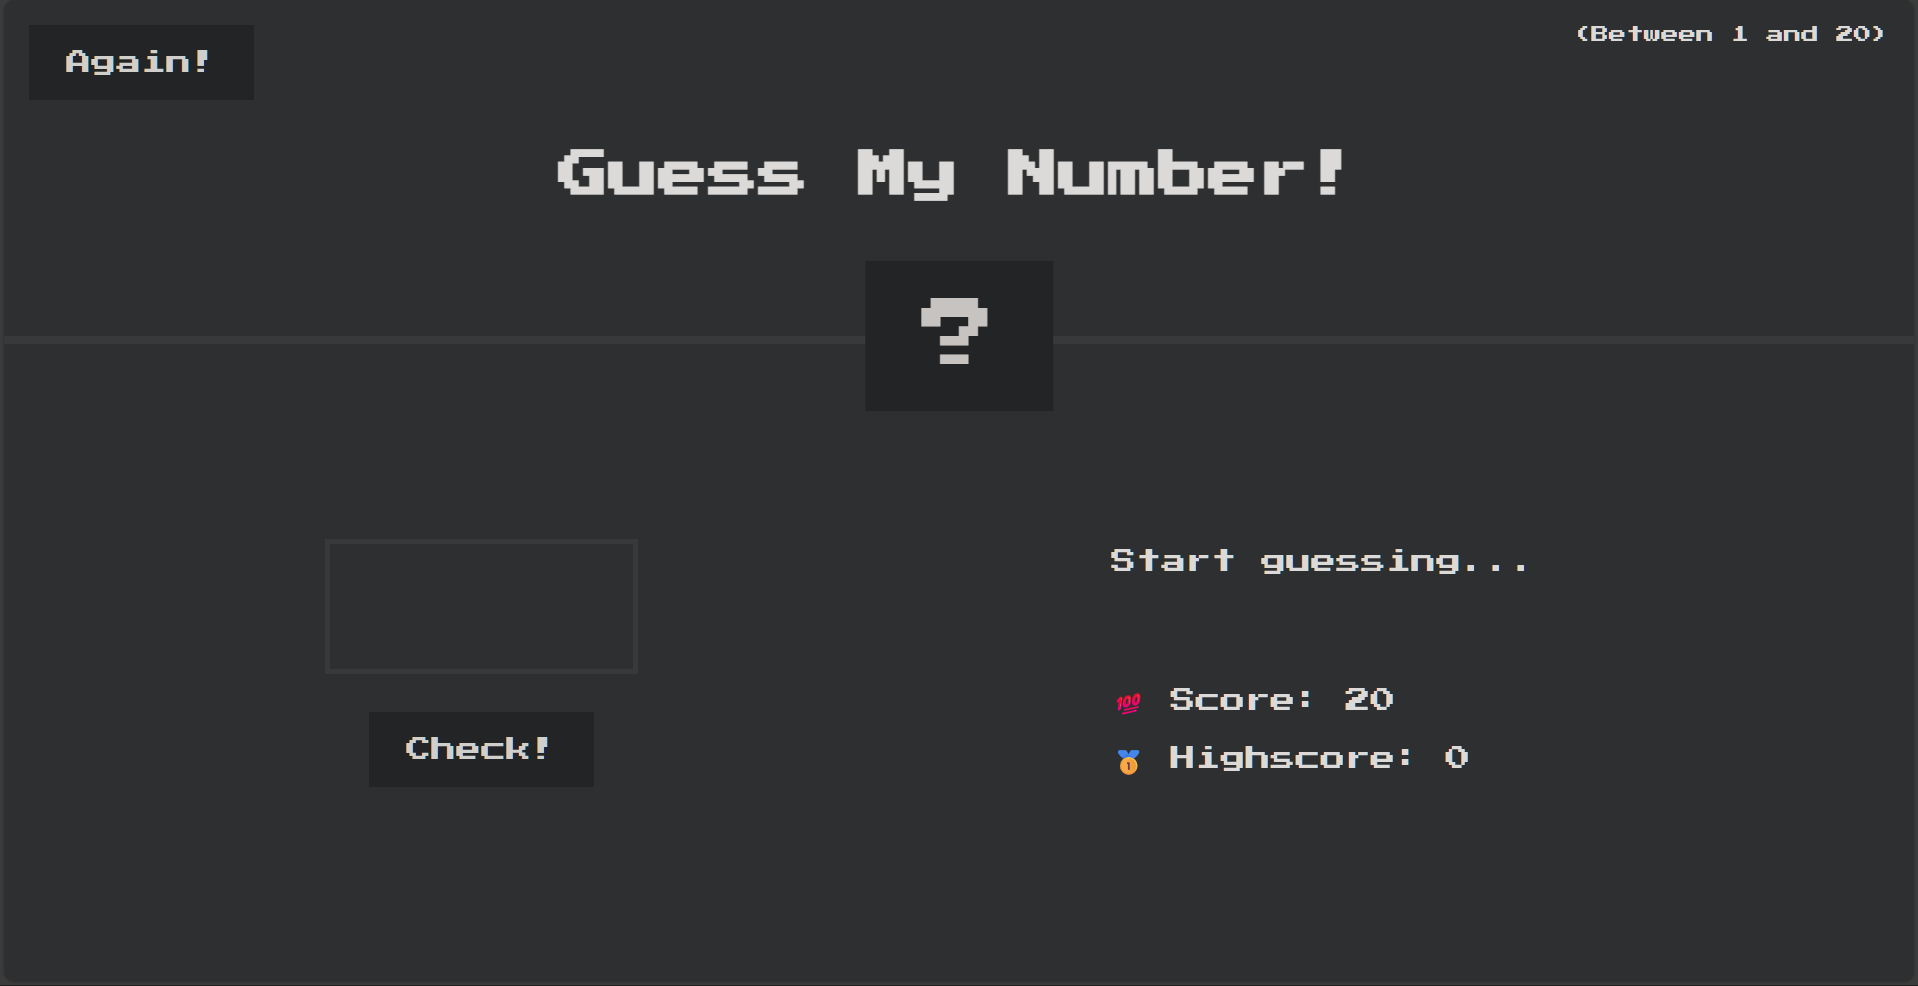 Again!
(Between 1 and 20)
Guess My Number!
?
Start guessing...
💯 Score: 20
🥇 Highscore: 0
Check!